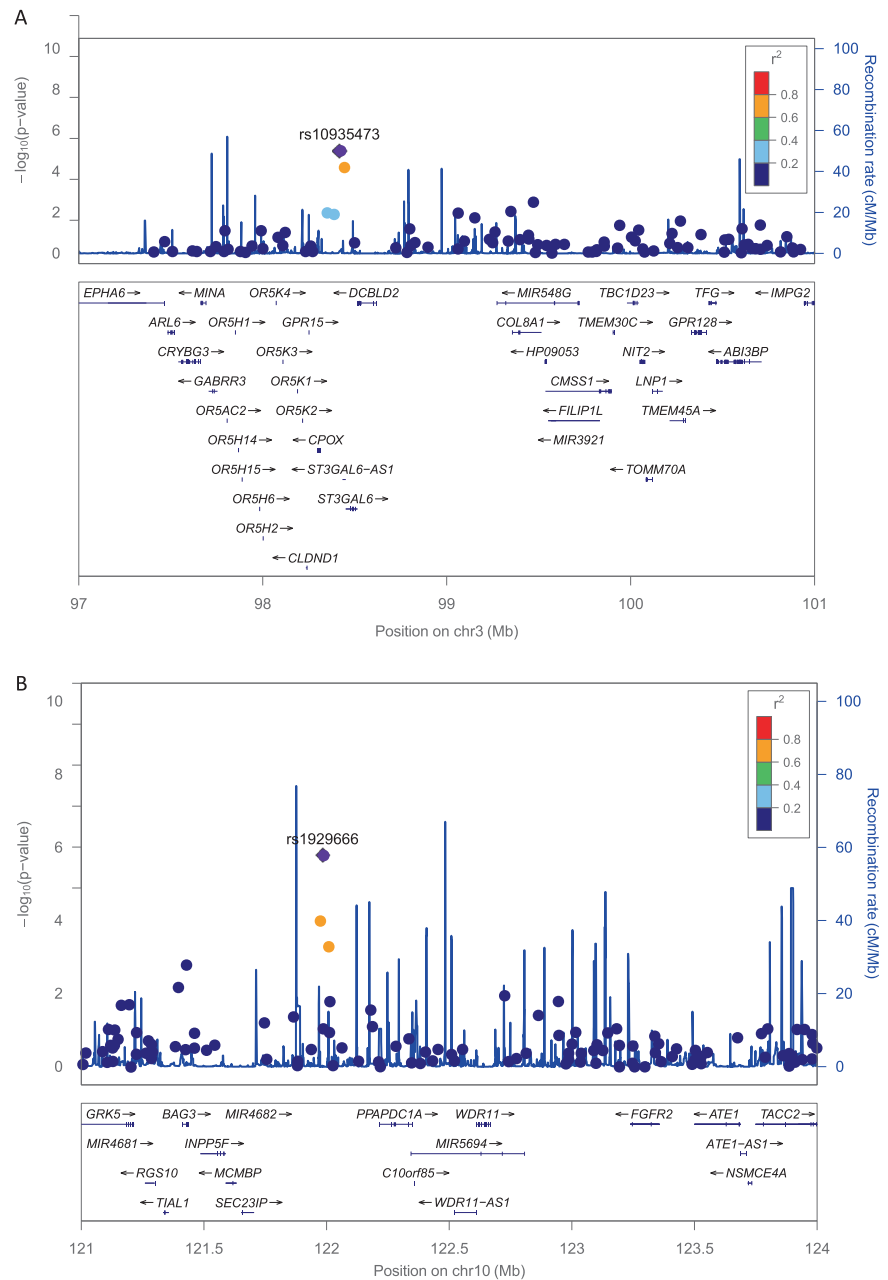 A
10
8
6
4
2
0
−log10(p−value)
rs10935473
r2
0.8
0.6
0.4
0.2
100
80
60
40
20
0
Recombination rate (cM/Mb)
EPHA6→ ←MINA OR5K4→ ←DCBLD2 ←MIR548G TBC1D23→ TFG→ ←IMPG2
ARL6→ OR5H1→ GPR15→ COL8A1→ TMEM30C→ GPR128→
CRYBG3→ OR5K3→ ←HP09053 NIT2→ ←ABI3BP
←GABRR3 OR5K1→ CMSS1→ LNP1→
OR5AC2→ OR5K2→ ←FILIP1L TMEM45A→
OR5H14→ ←CPOX ←MIR3921
OR5H15→ ←ST3GAL6−AS1 ←TOMM70A
OR5H6→ ST3GAL6→
OR5H2→
←CLDND1
97 98 99 100 101
Position on chr3 (Mb)
B
10
8
6
4
2
0
−log10(p−value)
rs1929666
r2
0.8
0.6
0.4
0.2
100
80
60
40
20
0
Recombination rate (cM/Mb)
GRK5→ BAG3→ MIR4682→ PPAPDC1A→ WDR11→ ←FGFR2 ←ATE1 TACC2→
MIR4681→ INPP5F→ MIR5694→ ATE1−AS1→
←RGS10 ←MCMBP C10orf85→ ←NSMCE4A
←TIAL1 SEC23IP→ ←WDR11−AS1
121 121.5 122 122.5 123 123.5 124
Position on chr10 (Mb)